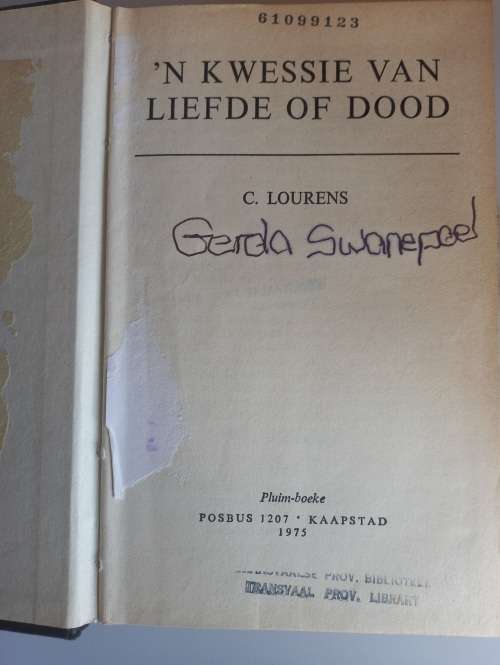 61099123
'N KWESSIE VAN
LIEFDE OF DOOD
C. LOURENS
Gerda Swanepoel
Pluim-boeke
POSBUS 1207 · KAAPSTAD
1975
PROV. BIBLIOTEEK
TRANSVAAL PROV. LIBRARY